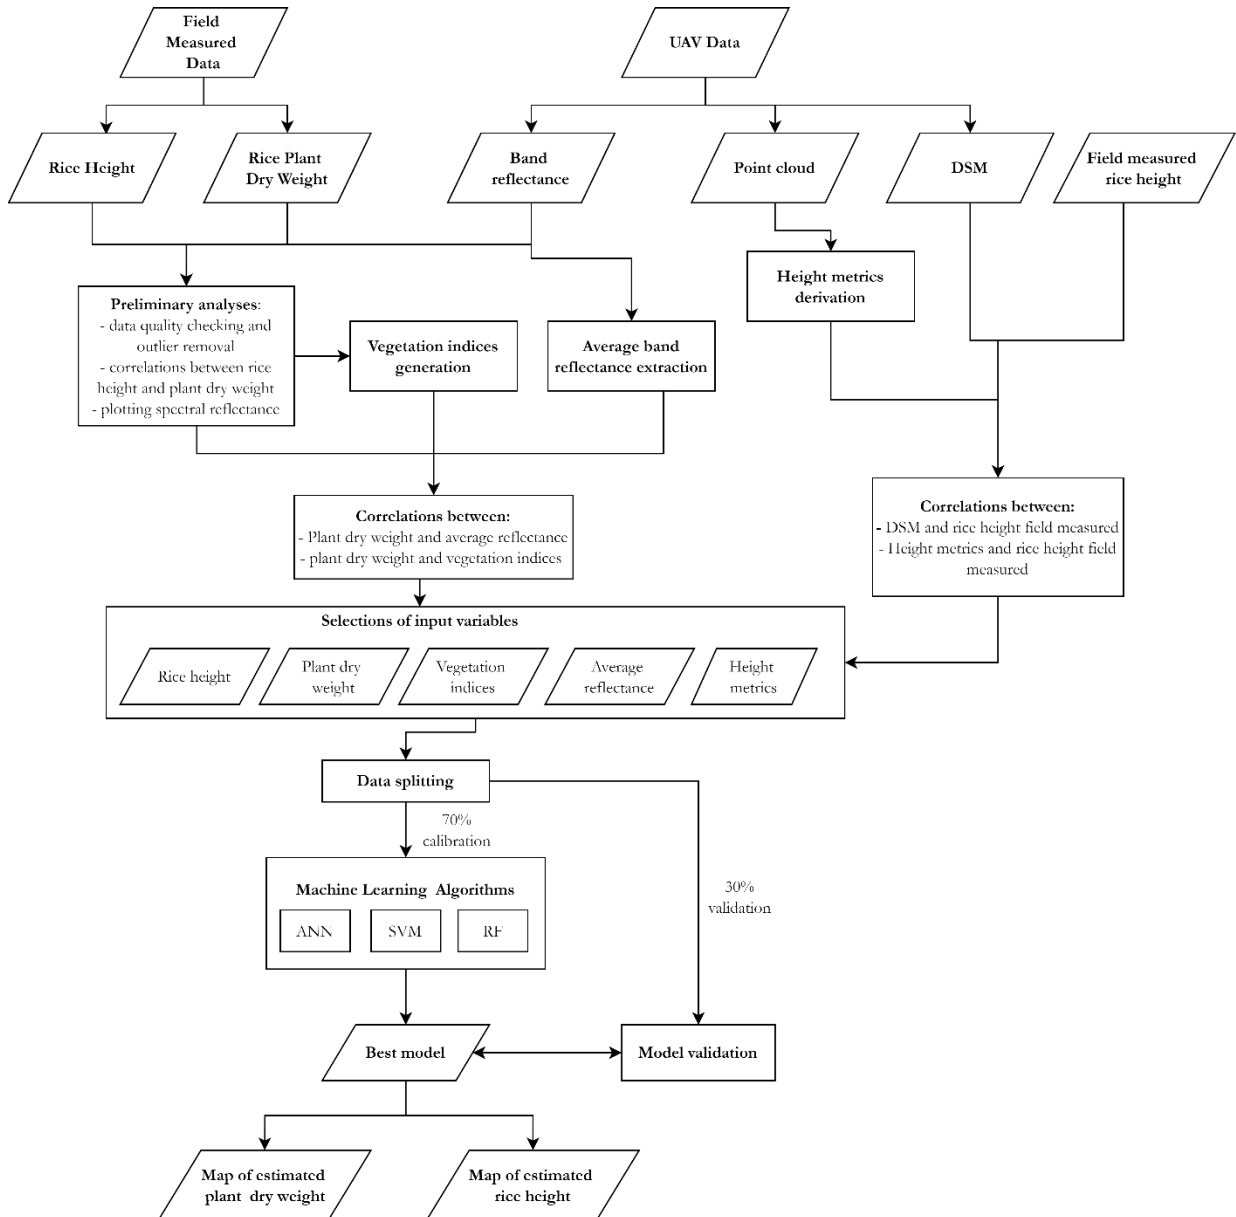 Field
Measured
Data
UAV Data
Rice Height
Rice Plant
Dry Weight
Band
reflectance
Point cloud
DSM
Field measured
rice height
Height metrics
derivation
Preliminary analyses:
- data quality checking and
outlier removal
- correlations between rice
height and plant dry weight
- plotting spectral reflectance
Vegetation indices
generation
Average band
reflectance extraction
Correlations between:
- Plant dry weight and average reflectance
- plant dry weight and vegetation indices
Correlations between:
- DSM and rice height field measured
- Height metrics and rice height field
measured
Selections of input variables
Rice height
Plant dry
weight
Vegetation
indices
Average
reflectance
Height
metrics
Data splitting
70%
calibration
30%
validation
Machine Learning Algorithms
ANN
SVM
RF
Best model
Model validation
Map of estimated
plant dry weight
Map of estimated
rice height